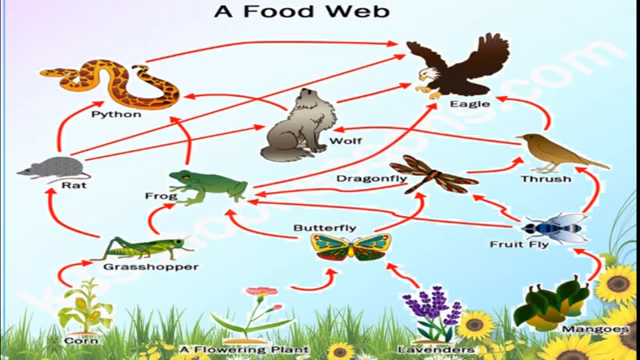 A Food Web
Eagle
Python
Wolf
Rat
Frog
Dragonfly
Thrush
Butterfly
Fruit Fly
Grasshopper
Corn
A Flowering Plant
Lavenders
Mangoes